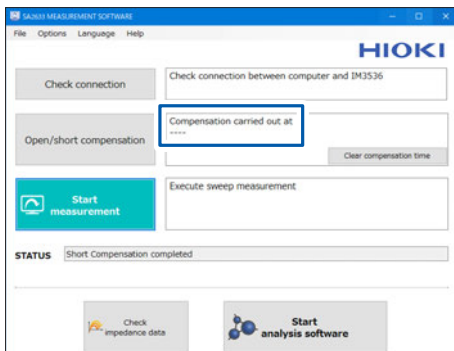 SA2633 MEASUREMENT SOFTWARE
File Options Language Help
HIOKI
Check connection
Check connection between computer and IM3536
Open/short compensation
Compensation carried out at
----
Clear compensation time
Start
measurement
Execute sweep measurement
STATUS Short Compensation completed
Check
impedance data
Start
analysis software